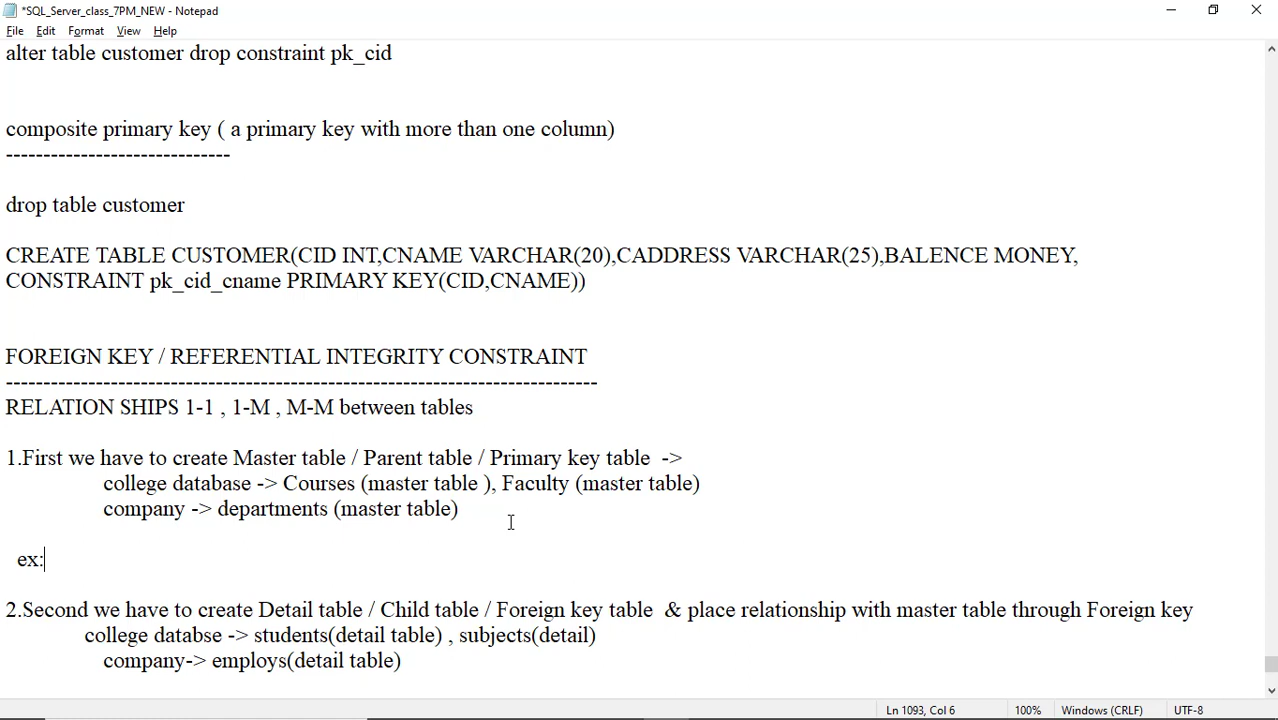 *SQL_Server_class_7PM_NEW - Notepad
File Edit Format View Help
alter table customer drop constraint pk_cid
composite primary key ( a primary key with more than one column)
------------------------------
drop table customer
CREATE TABLE CUSTOMER(CID INT,CNAME VARCHAR(20),CADDRESS VARCHAR(25),BALENCE MONEY,
CONSTRAINT pk_cid_cname PRIMARY KEY(CID,CNAME))
FOREIGN KEY / REFERENTIAL INTEGRITY CONSTRAINT
--------------------------------------------------------------------------------
RELATION SHIPS 1-1 , 1-M , M-M between tables
1.First we have to create Master table / Parent table / Primary key table ->
college database -> Courses (master table ), Faculty (master table)
company -> departments (master table)
ex:
2.Second we have to create Detail table / Child table / Foreign key table & place relationship with master table through Foreign key
college databse -> students(detail table) , subjects(detail)
company-> employs(detail table)
Ln 1093, Col 6 100% Windows (CRLF) UTF-8